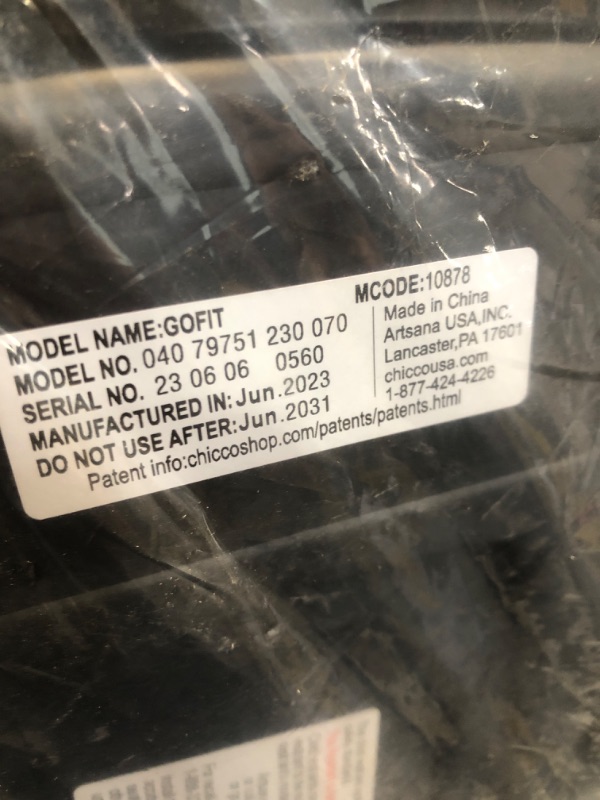 MODEL NAME:GOFIT
MODEL NO. 040 79751 230 070
SERIAL NO. 23 06 06 0560
MANUFACTURED IN: Jun.2023
DO NOT USE AFTER:Jun.2031
Patent info:chiccoshop.com/patents/patents.html
MCODE:10878
Made in China
Artsana USA,INC.
Lancaster,PA 17601
chiccousa.com
1-877-424-4226